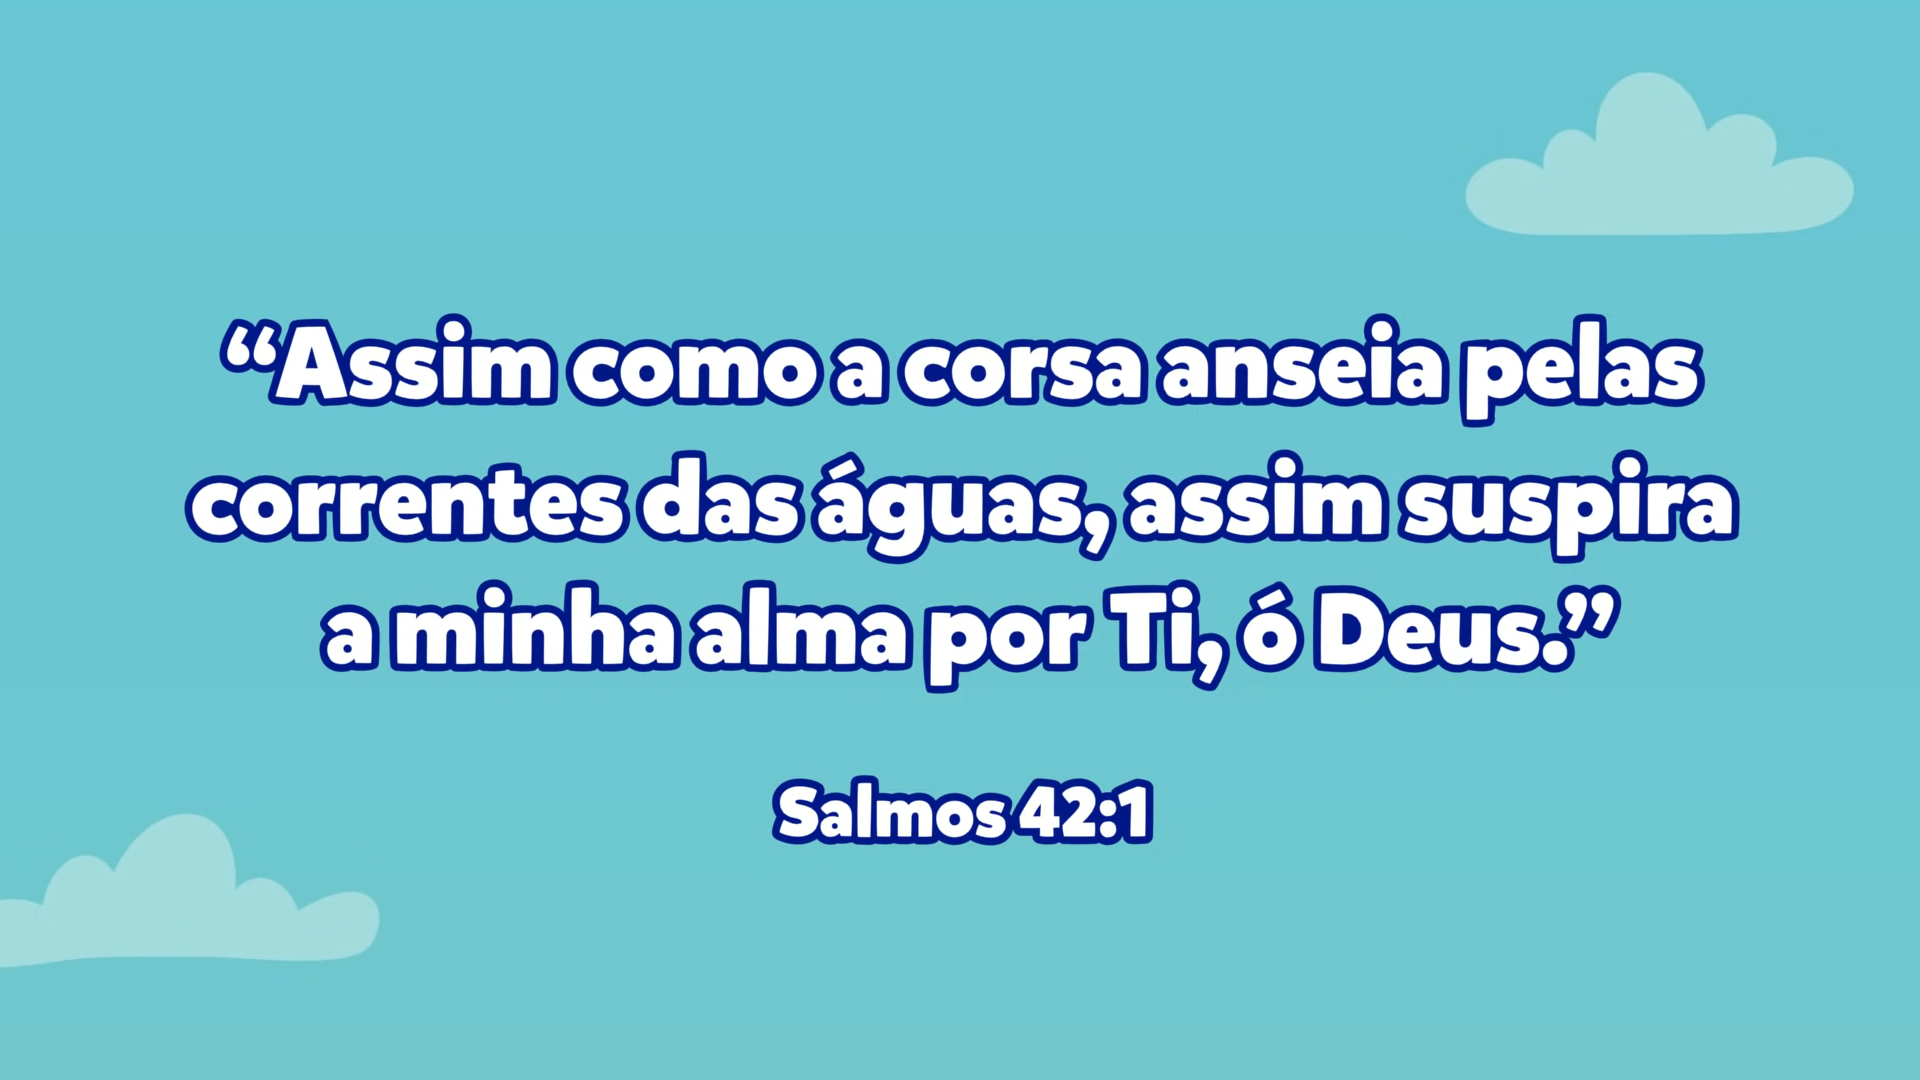 “Assim como a corsa anseia pelas
correntes das águas, assim suspira
a minha alma por Ti, ó Deus.”
Salmos 42:1